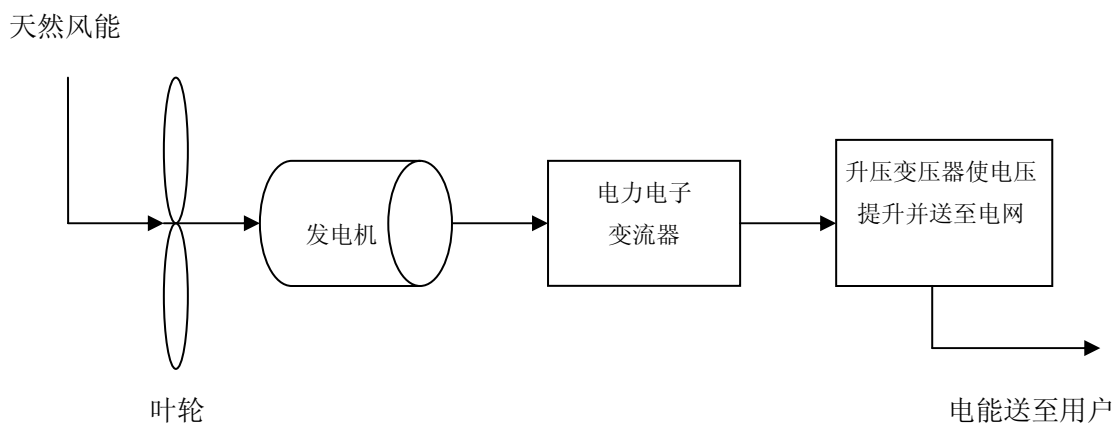 天然风能
发电机
电力电子
变流器
升压变压器使电压
提升并送至电网
叶轮
电能送至用户